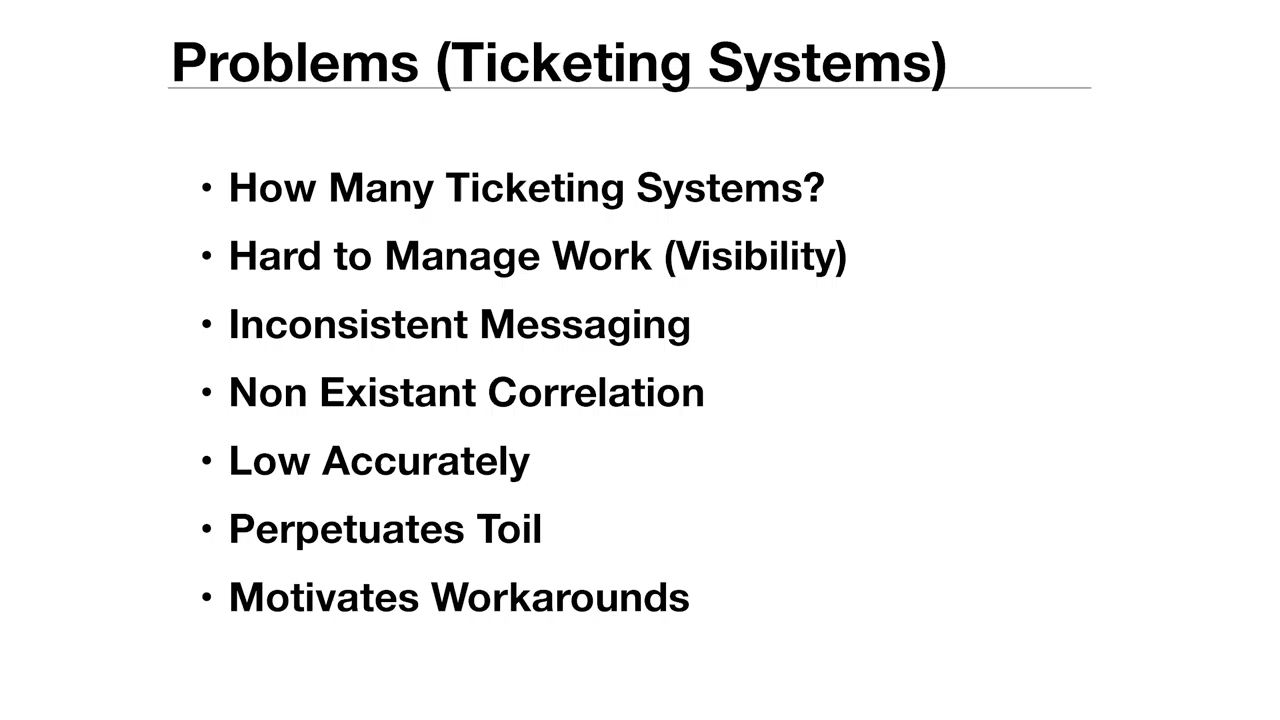 Problems (Ticketing Systems)
• How Many Ticketing Systems?
• Hard to Manage Work (Visibility)
• Inconsistent Messaging
• Non Existant Correlation
• Low Accurately
• Perpetuates Toil
• Motivates Workarounds